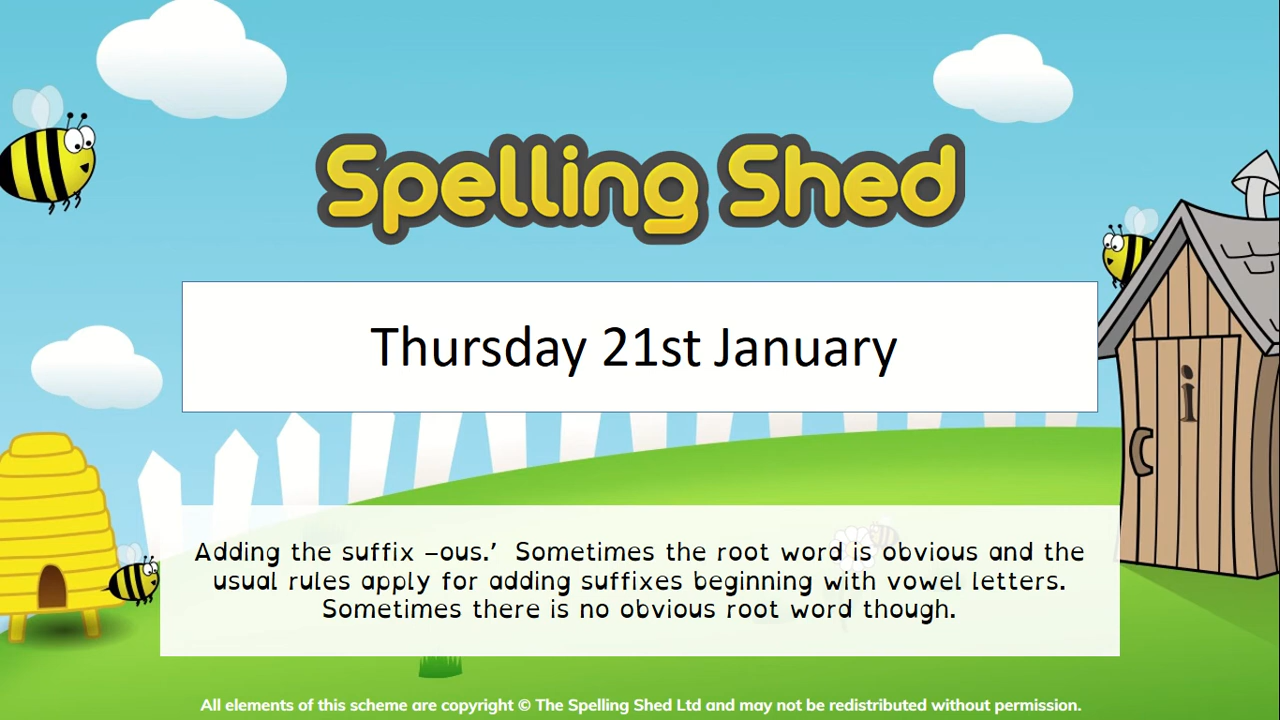 Spelling Shed
Thursday 21st January
i
Adding the suffix –ous.’ Sometimes the root word is obvious and the
usual rules apply for adding suffixes beginning with vowel letters.
Sometimes there is no obvious root word though.
All elements of this scheme are copyright © The Spelling Shed Ltd and may not be redistributed without permission.